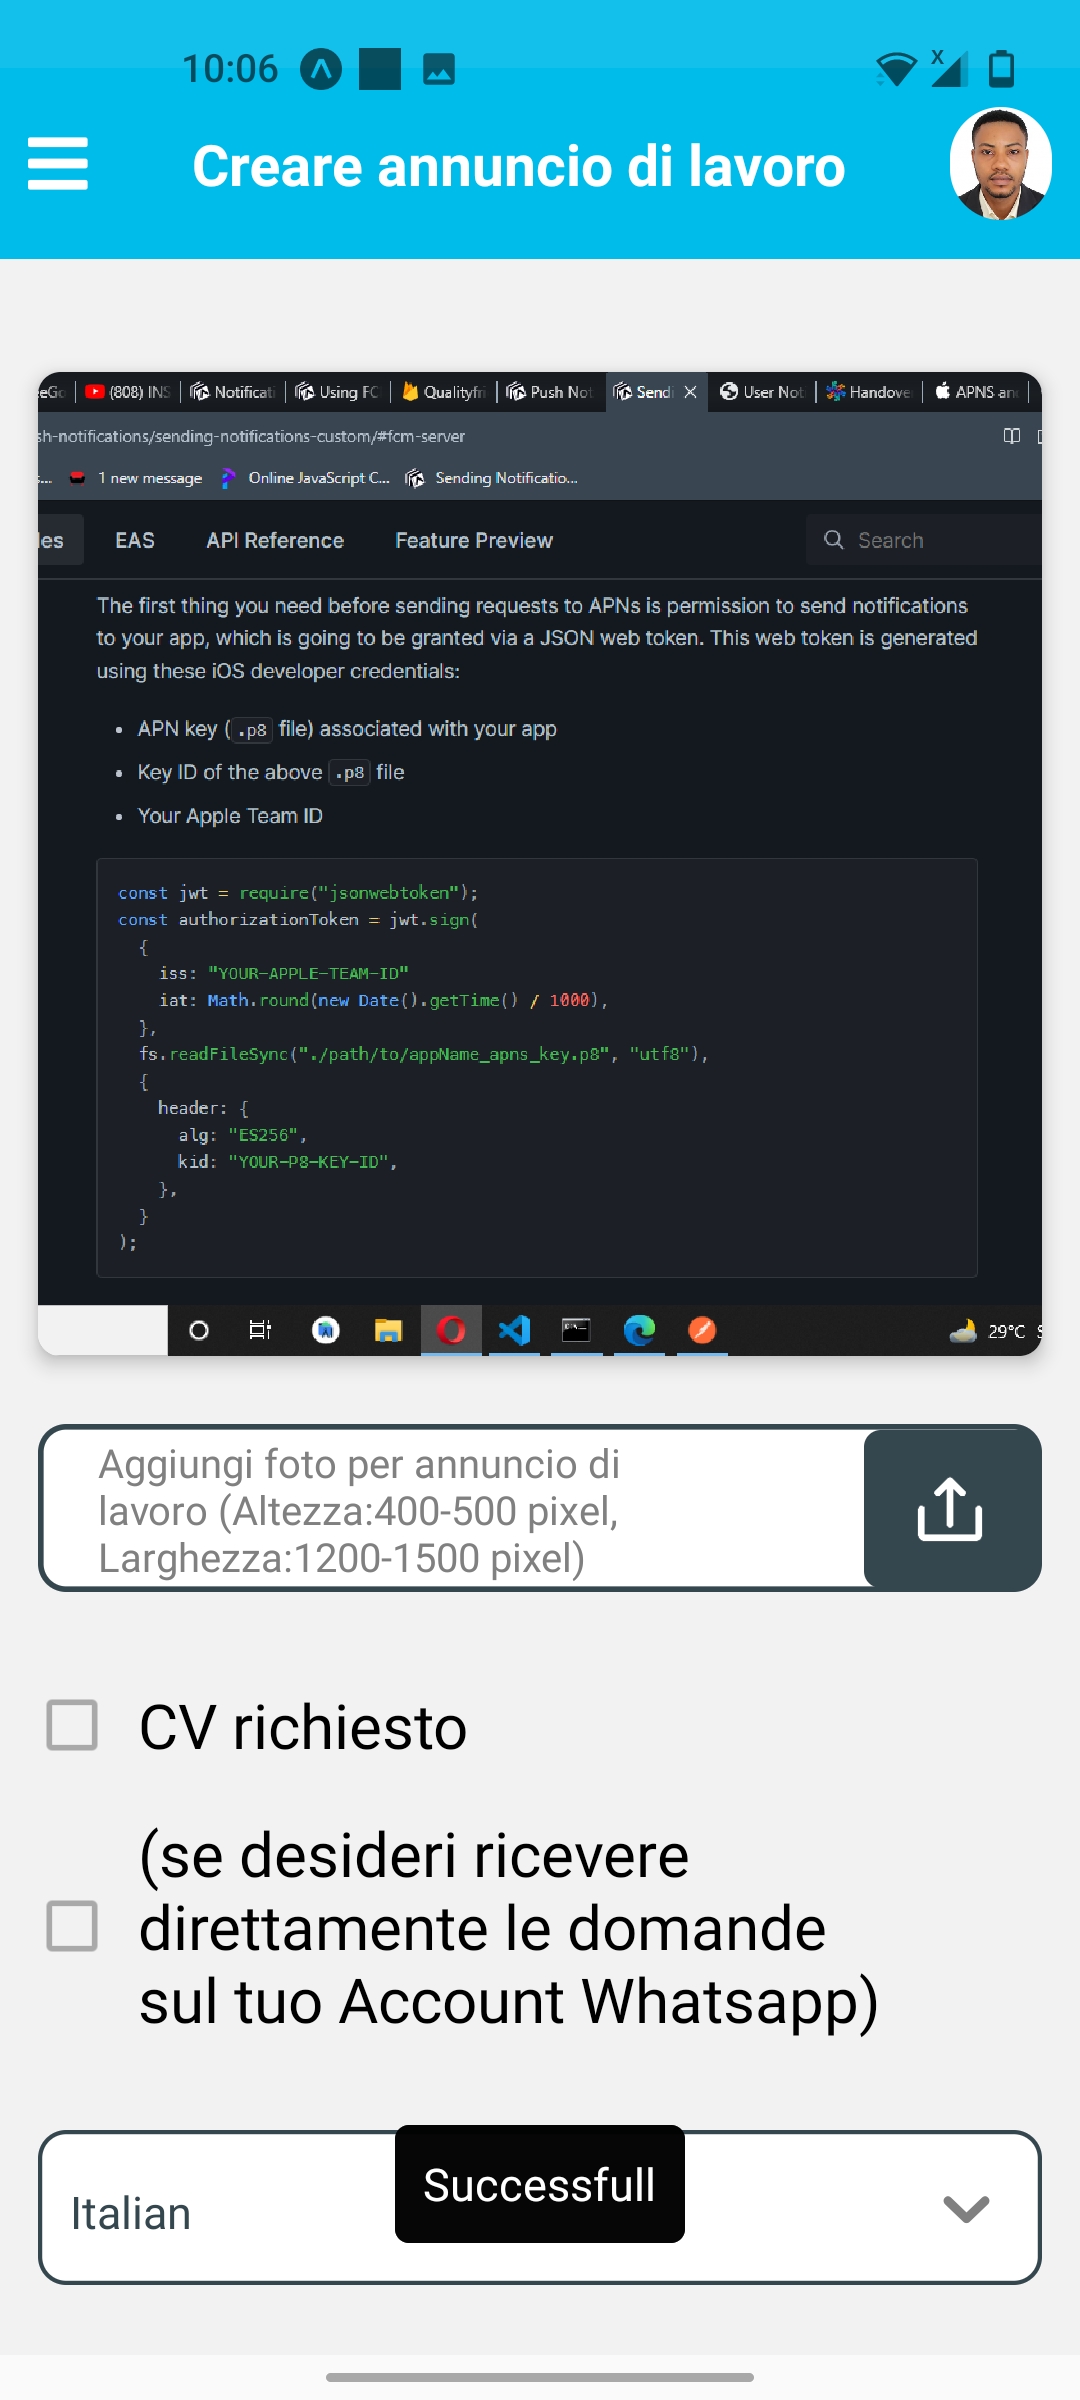 10:06
Creare annuncio di lavoro
(808) INS Notificati Using FC Qualityfri Push Not Send User Not Handove APNS an
sh-notifications/sending-notifications-custom/#fcm-server
1 new message Online JavaScript C... Sending Notificatio...
les EAS API Reference Feature Preview Search
The first thing you need before sending requests to APNs is permission to send notifications
to your app, which is going to be granted via a JSON web token. This web token is generated
using these iOS developer credentials:
• APN key ( .p8 file) associated with your app
• Key ID of the above .p8 file
• Your Apple Team ID
const jwt = require("jsonwebtoken");
const authorizationToken = jwt.sign(
{
iss: "YOUR-APPLE-TEAM-ID"
iat: Math.round(new Date().getTime() / 1000),
},
fs.readFileSync("./path/to/appName_apns_key.p8", "utf8"),
{
header: {
alg: "ES256",
kid: "YOUR-P8-KEY-ID",
},
}
);
29°C
Aggiungi foto per annuncio di
lavoro (Altezza:400-500 pixel,
Larghezza:1200-1500 pixel)
CV richiesto
(se desideri ricevere
direttamente le domande
sul tuo Account Whatsapp)
Successfull
Italian